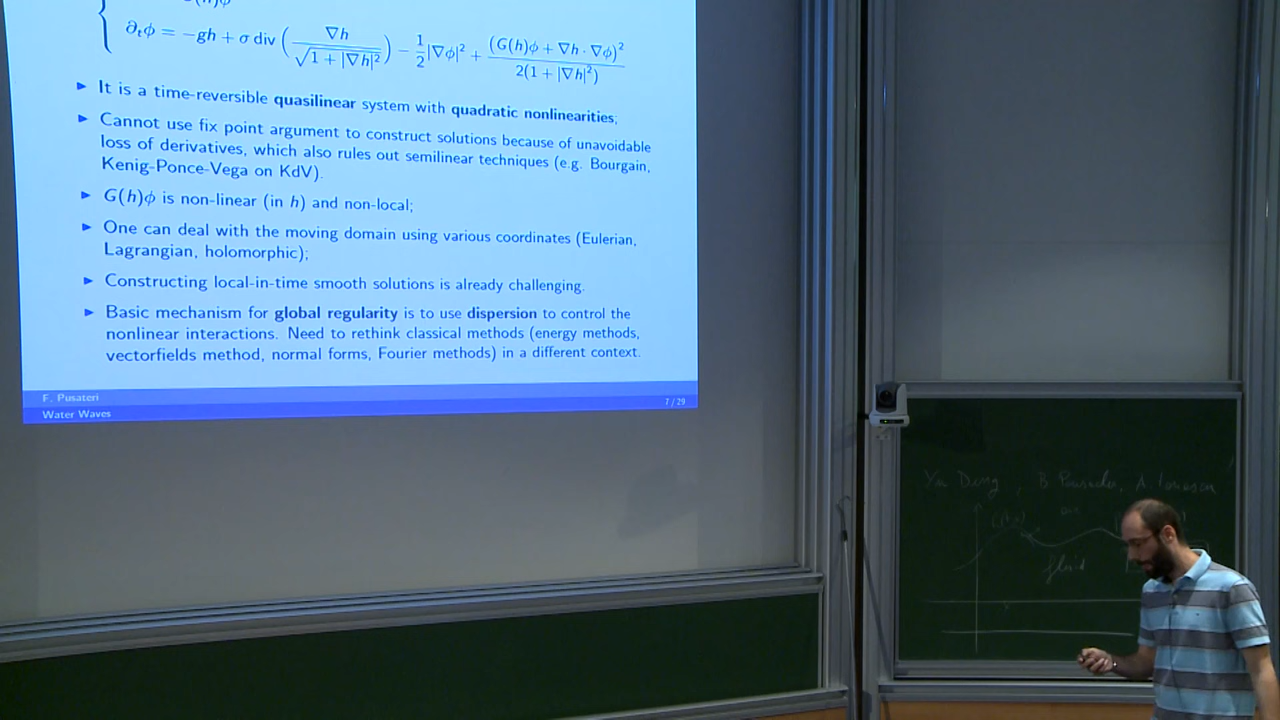 ∂ₜϕ = −gh + σ div ( ∇h / √(1 + |∇h|²) ) − 1/2 |∇ϕ|² + (G(h)ϕ + ∇h · ∇ϕ)² / 2(1 + |∇h|²)
► It is a time-reversible quasilinear system with quadratic nonlinearities;
► Cannot use fix point argument to construct solutions because of unavoidable
loss of derivatives, which also rules out semilinear techniques (e.g. Bourgain,
Kenig-Ponce-Vega on KdV).
► G(h)ϕ is non-linear (in h) and non-local;
► One can deal with the moving domain using various coordinates (Eulerian,
Lagrangian, holomorphic);
► Constructing local-in-time smooth solutions is already challenging.
► Basic mechanism for global regularity is to use dispersion to control the
nonlinear interactions. Need to rethink classical methods (energy methods,
vectorfields method, normal forms, Fourier methods) in a different context.
F. Pusateri
Water Waves
7 / 29
Yu Deng, B. Pausader, A. Ionescu
air
fluid